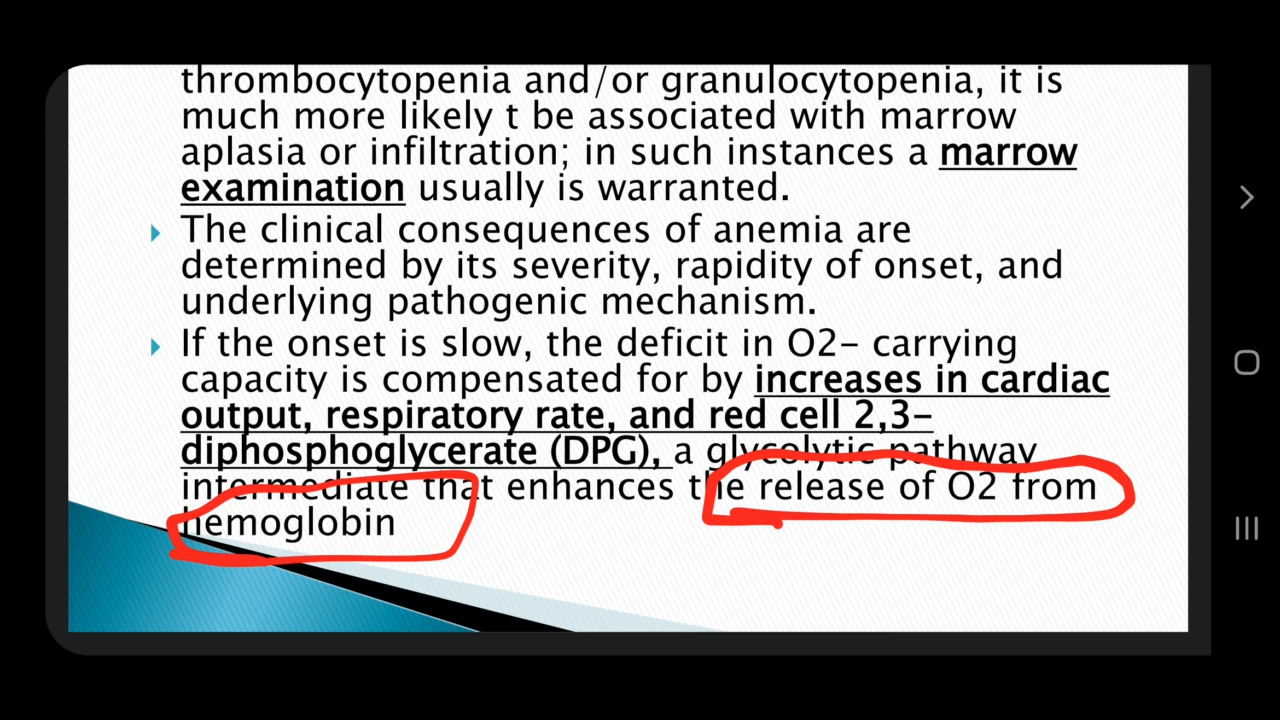 thrombocytopenia and/or granulocytopenia, it is
much more likely t be associated with marrow
aplasia or infiltration; in such instances a marrow
examination usually is warranted.
The clinical consequences of anemia are
determined by its severity, rapidity of onset, and
underlying pathogenic mechanism.
If the onset is slow, the deficit in O2- carrying
capacity is compensated for by increases in cardiac
output, respiratory rate, and red cell 2,3-
diphosphoglycerate (DPG), a glycolytic pathway
intermediate that enhances the release of O2 from
hemoglobin